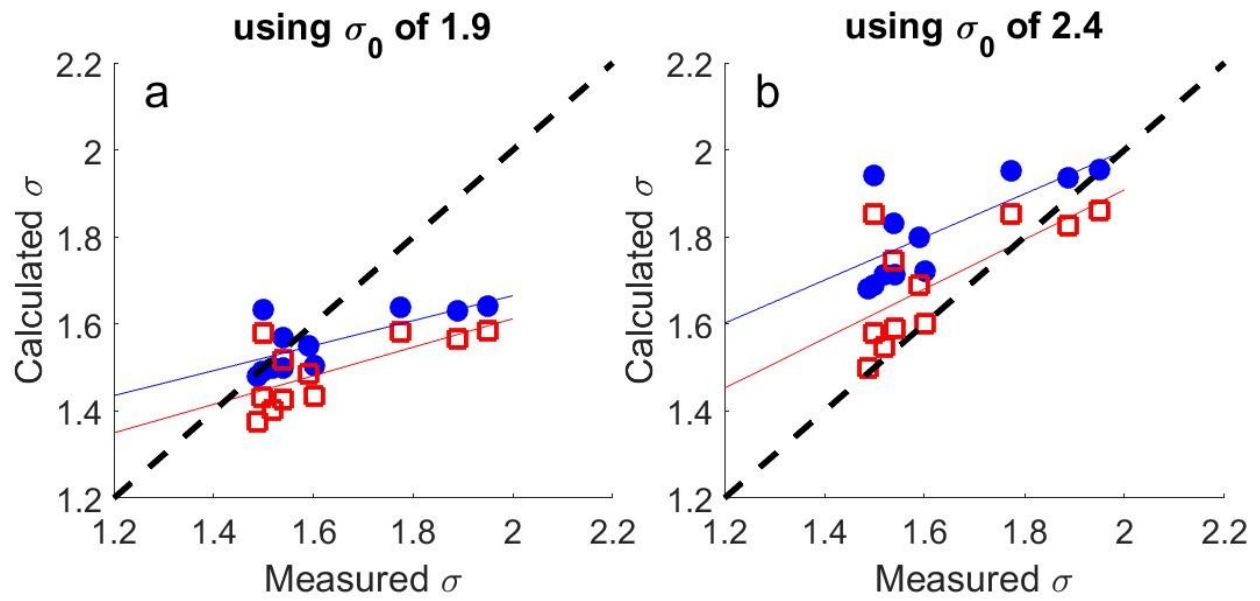 using σ₀ of 1.9
a
2.2
2
1.8
1.6
1.4
1.2
Calculated σ
1.2 1.4 1.6 1.8 2 2.2
Measured σ
using σ₀ of 2.4
b
2.2
2
1.8
1.6
1.4
1.2
Calculated σ
1.2 1.4 1.6 1.8 2 2.2
Measured σ